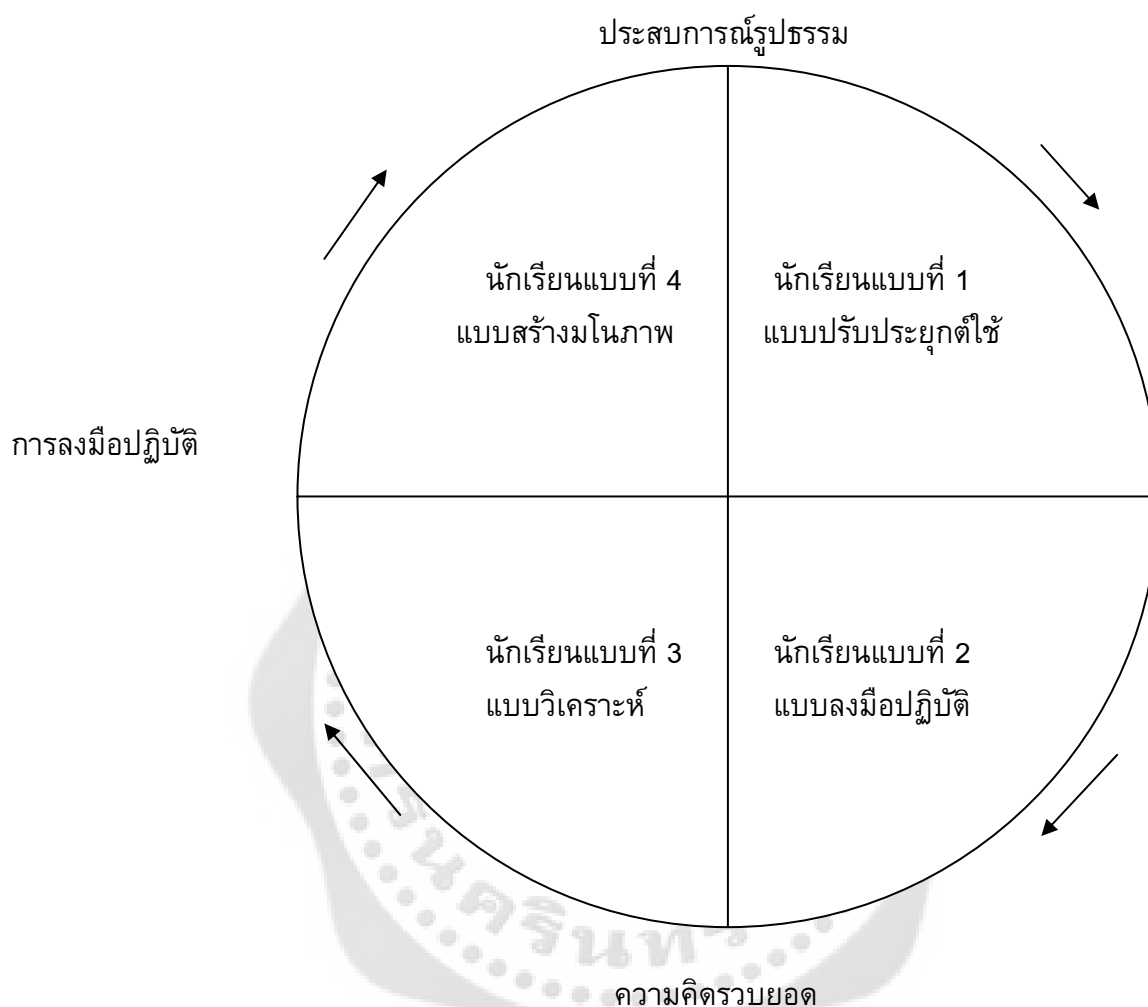 ประสบการณ์รูปธรรม
นักเรียนแบบที่ 4
แบบสร้างมโนภาพ
นักเรียนแบบที่ 1
แบบปรับประยุกต์ใช้
การลงมือปฏิบัติ
นักเรียนแบบที่ 3
แบบวิเคราะห์
นักเรียนแบบที่ 2
แบบลงมือปฏิบัติ
ความคิดรวบยอด